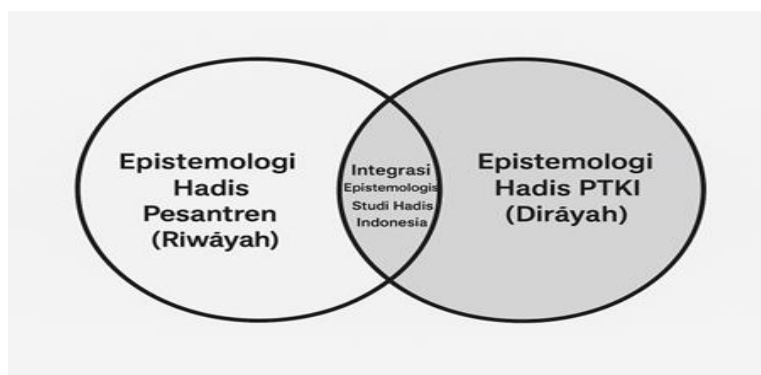 Epistemologi
Hadis
Pesantren
(Riwāyah)
Integrasi
Epistemologis
Studi Hadis
Indonesia
Epistemologi
Hadis PTKI
(Dirāyah)